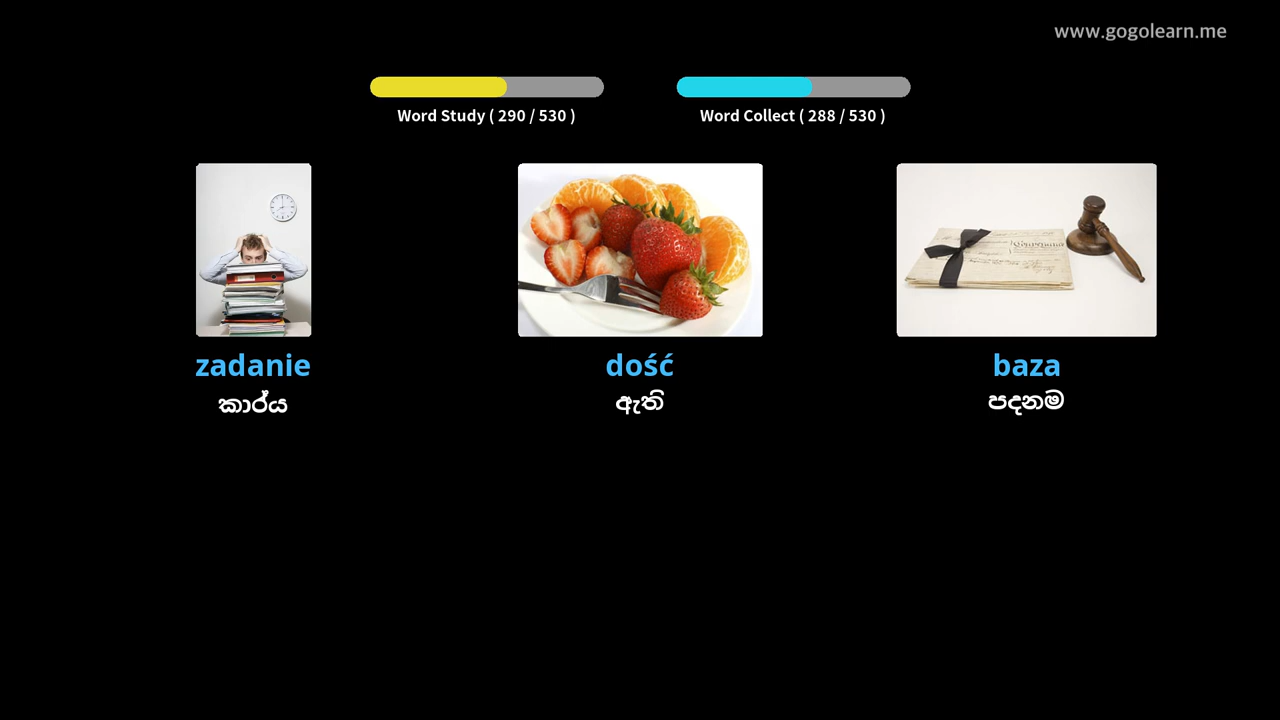 www.gogolearn.me
Word Study ( 290 / 530 )
Word Collect ( 288 / 530 )
zadanie
කාර්ය
dość
ඇති
baza
පදනම